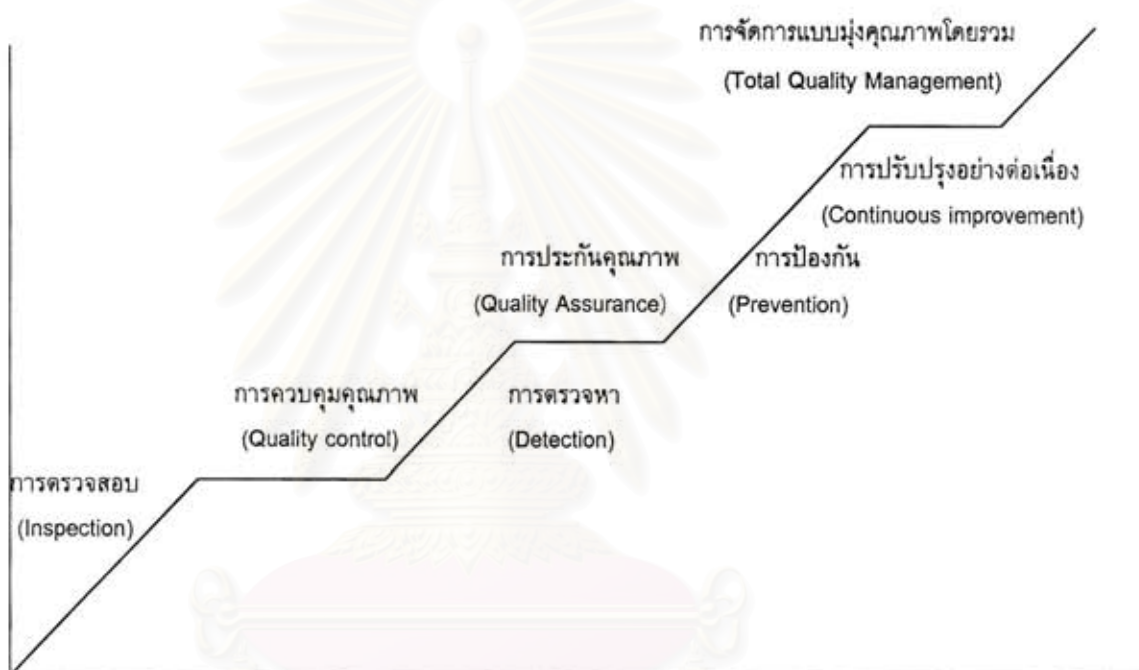 การจัดการแบบมุ่งคุณภาพโดยรวม
(Total Quality Management)
การปรับปรุงอย่างต่อเนื่อง
(Continuous improvement)
การประกันคุณภาพ
(Quality Assurance)
การป้องกัน
(Prevention)
การควบคุมคุณภาพ
(Quality control)
การตรวจหา
(Detection)
การตรวจสอบ
(Inspection)